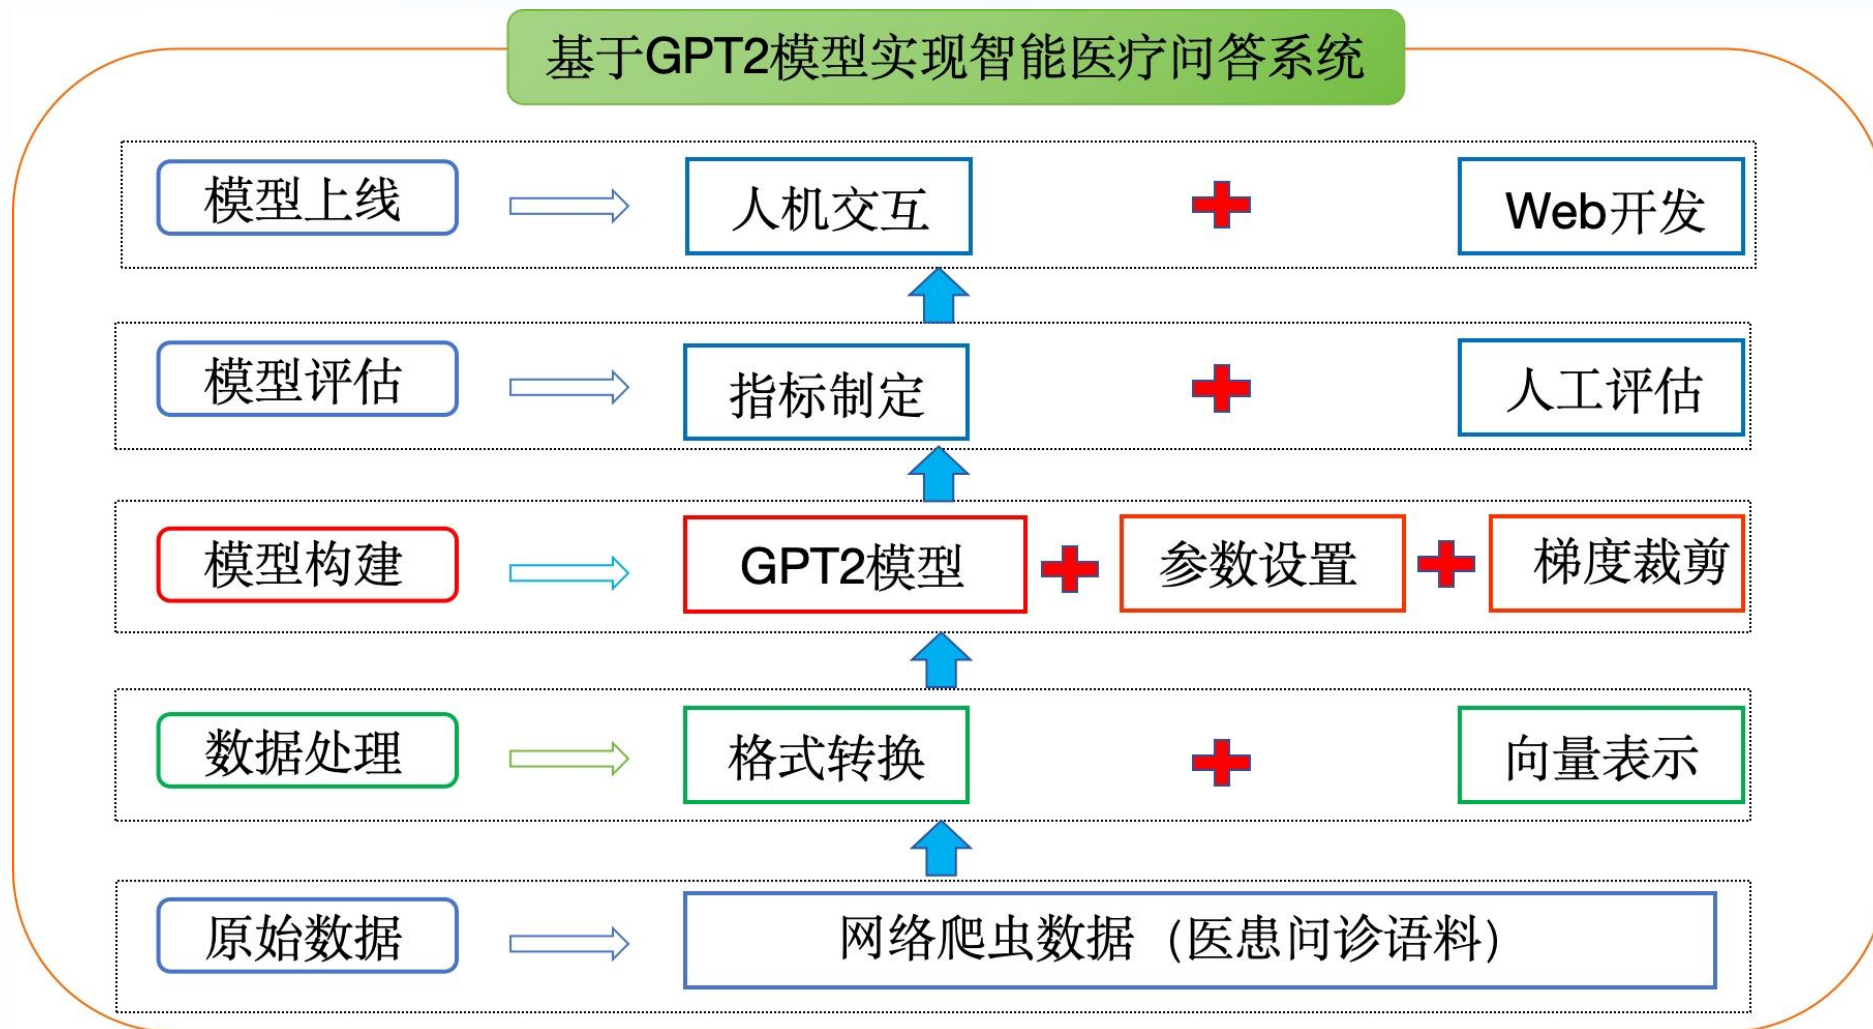 基于GPT2模型实现智能医疗问答系统
模型上线 人机交互 Web开发
模型评估 指标制定 人工评估
模型构建 GPT2模型 参数设置 梯度裁剪
数据处理 格式转换 向量表示
原始数据 网络爬虫数据（医患问诊语料）